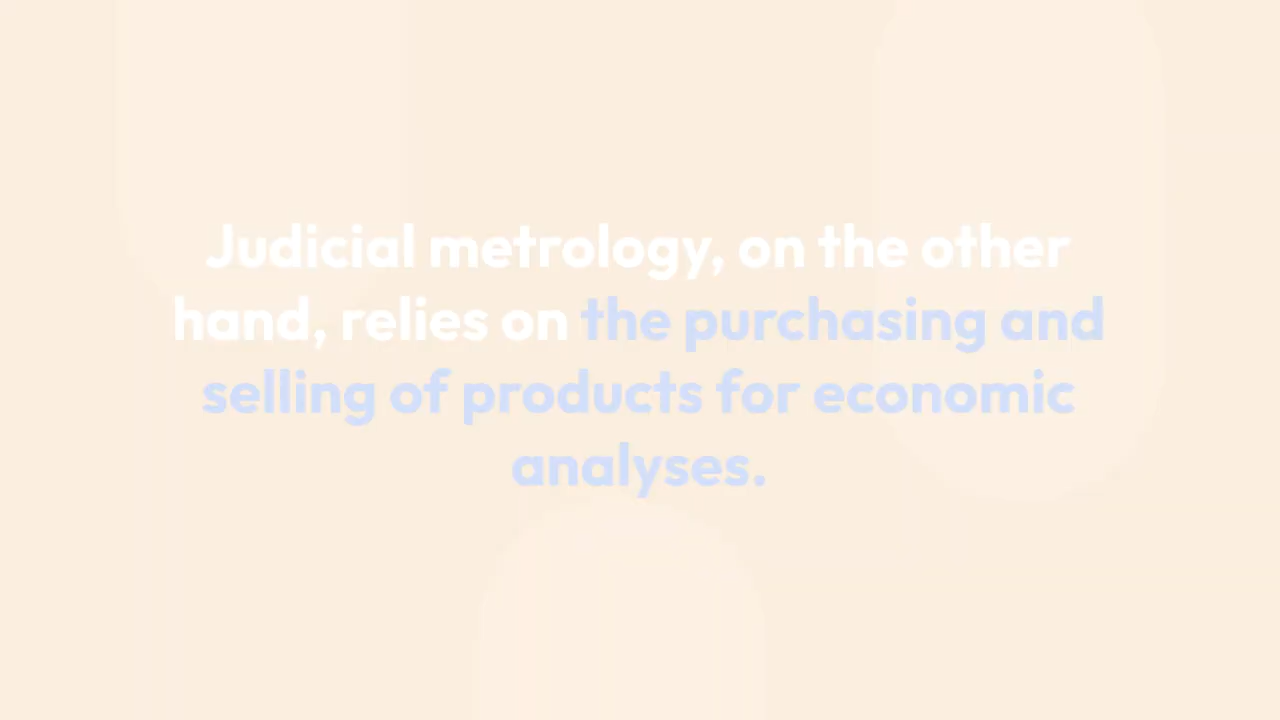 Judicial metrology, on the other
hand, relies on the purchasing and
selling of products for economic
analyses.